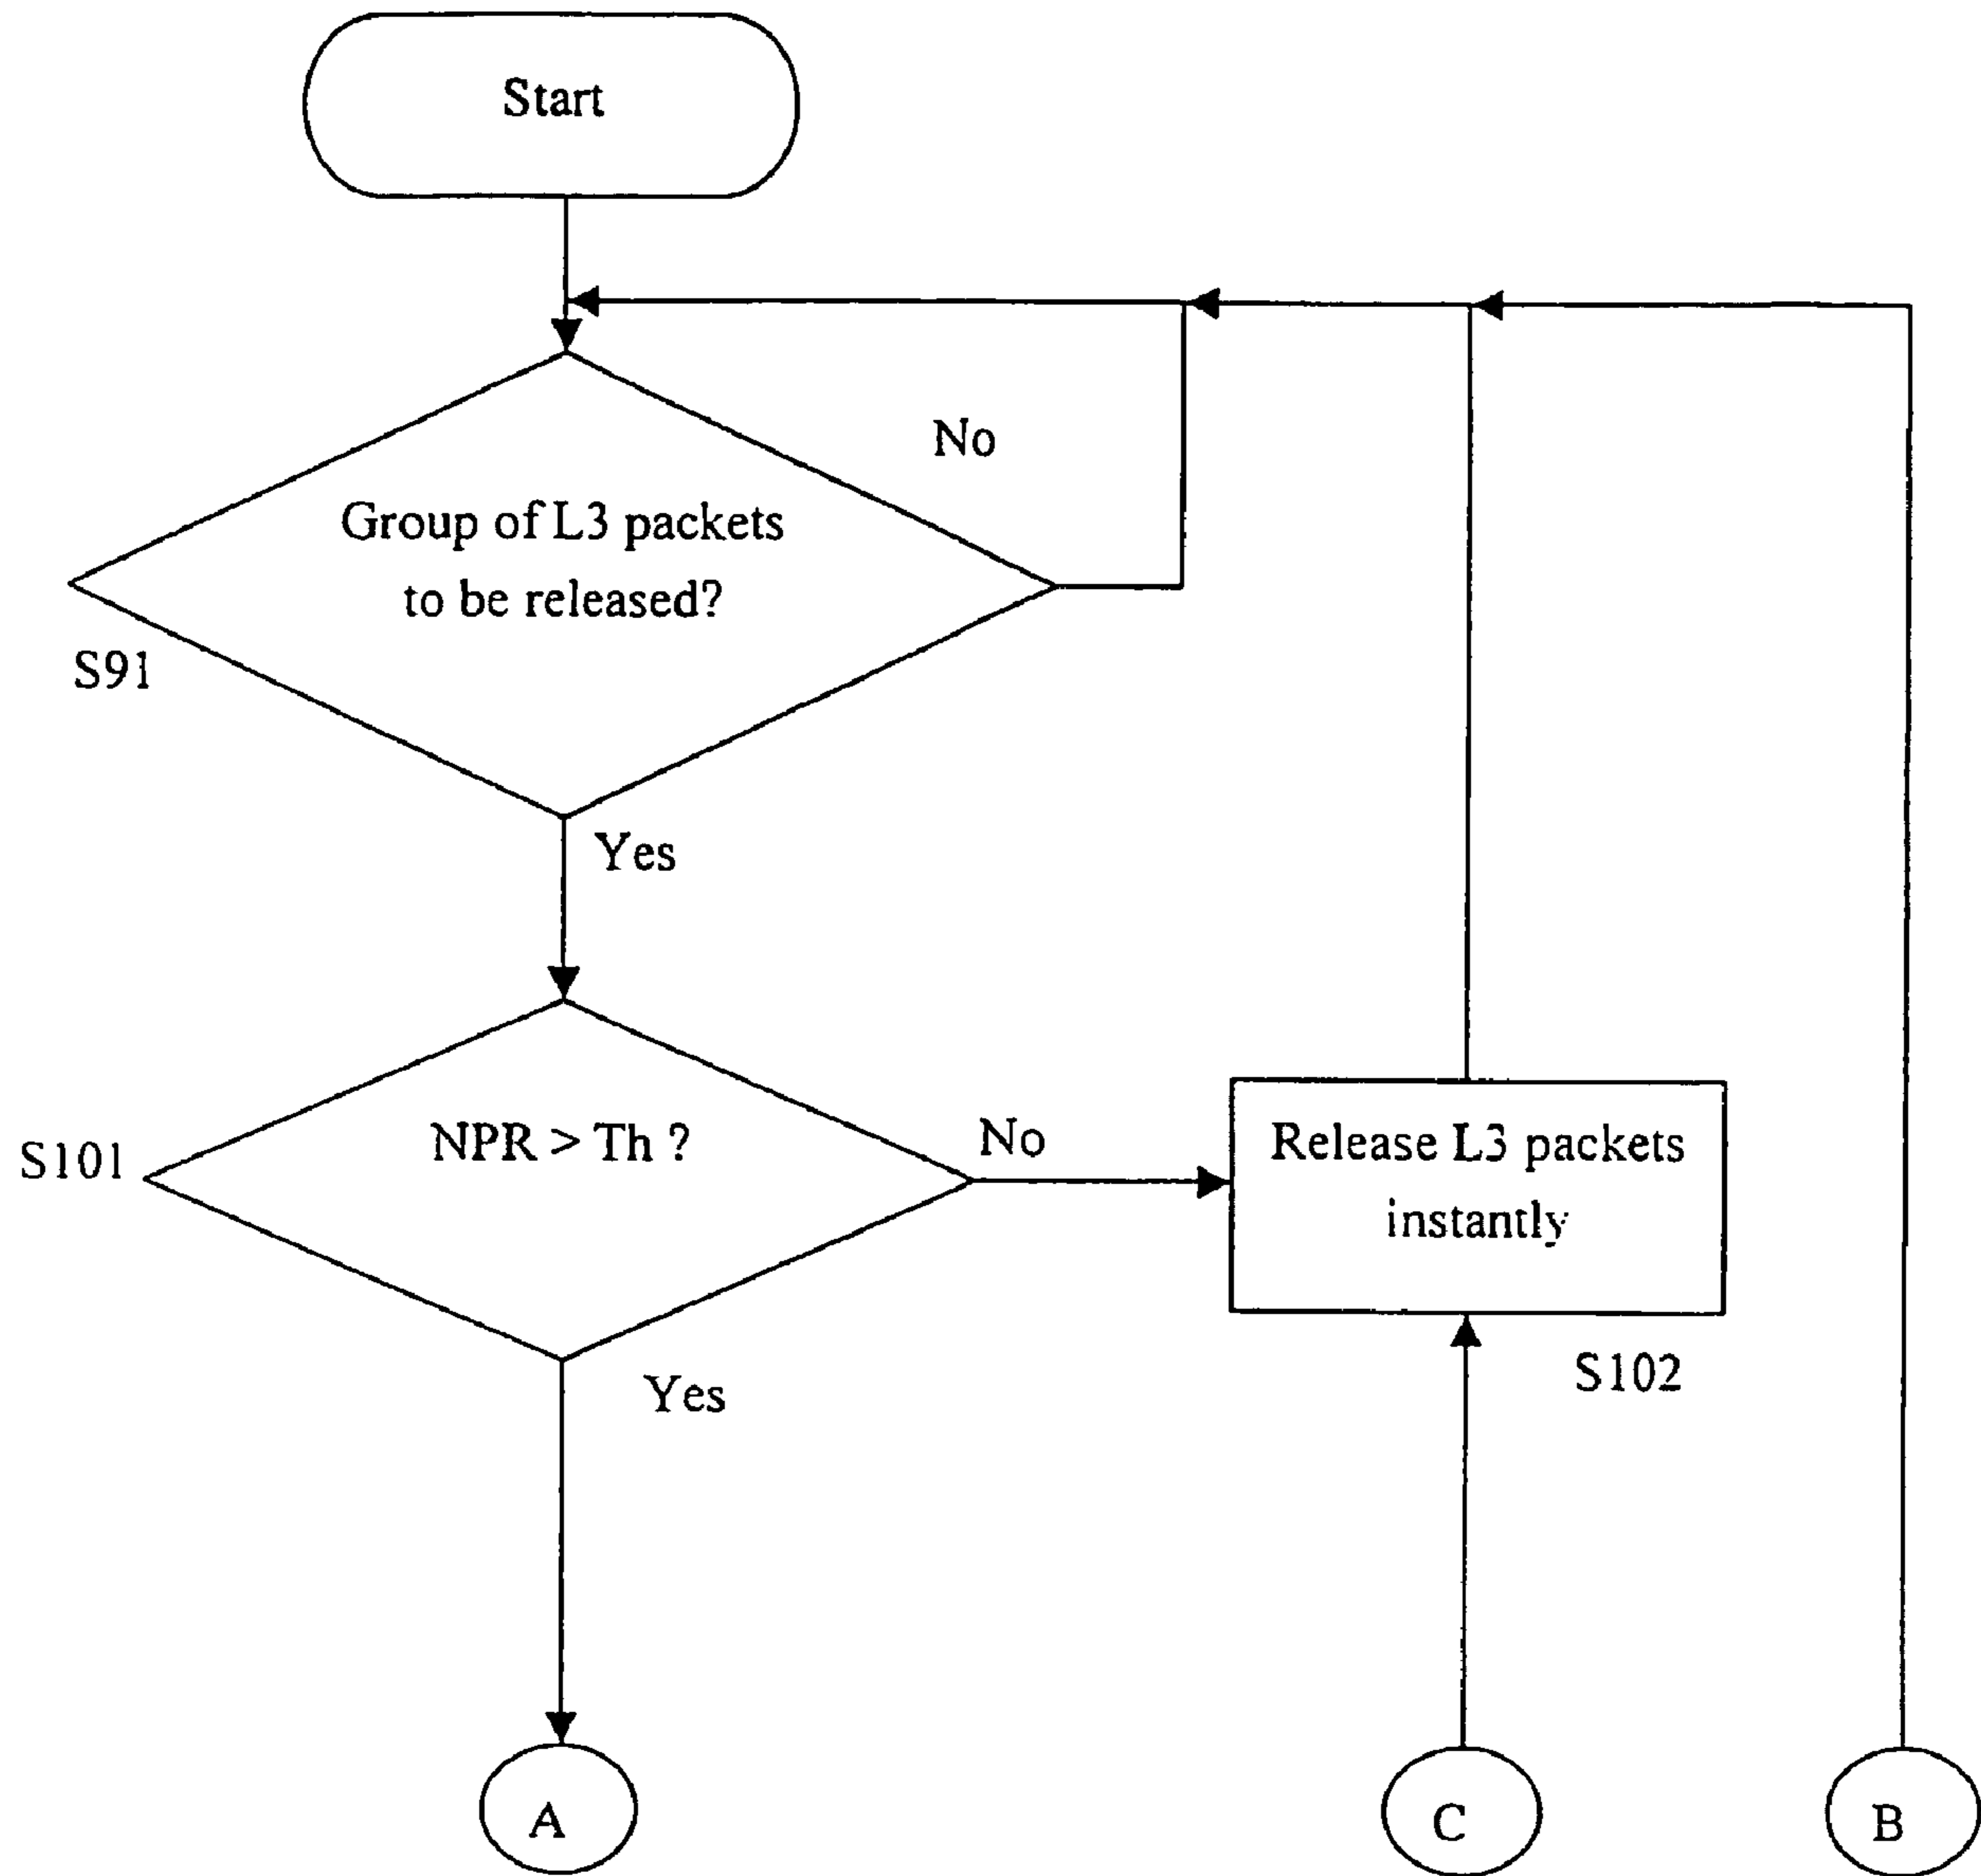 Start
No
Group of L3 packets
to be released?
S91
Yes
S101
NPR > Th ?
No
Release L3 packets
instantly
S102
Yes
A
C
B